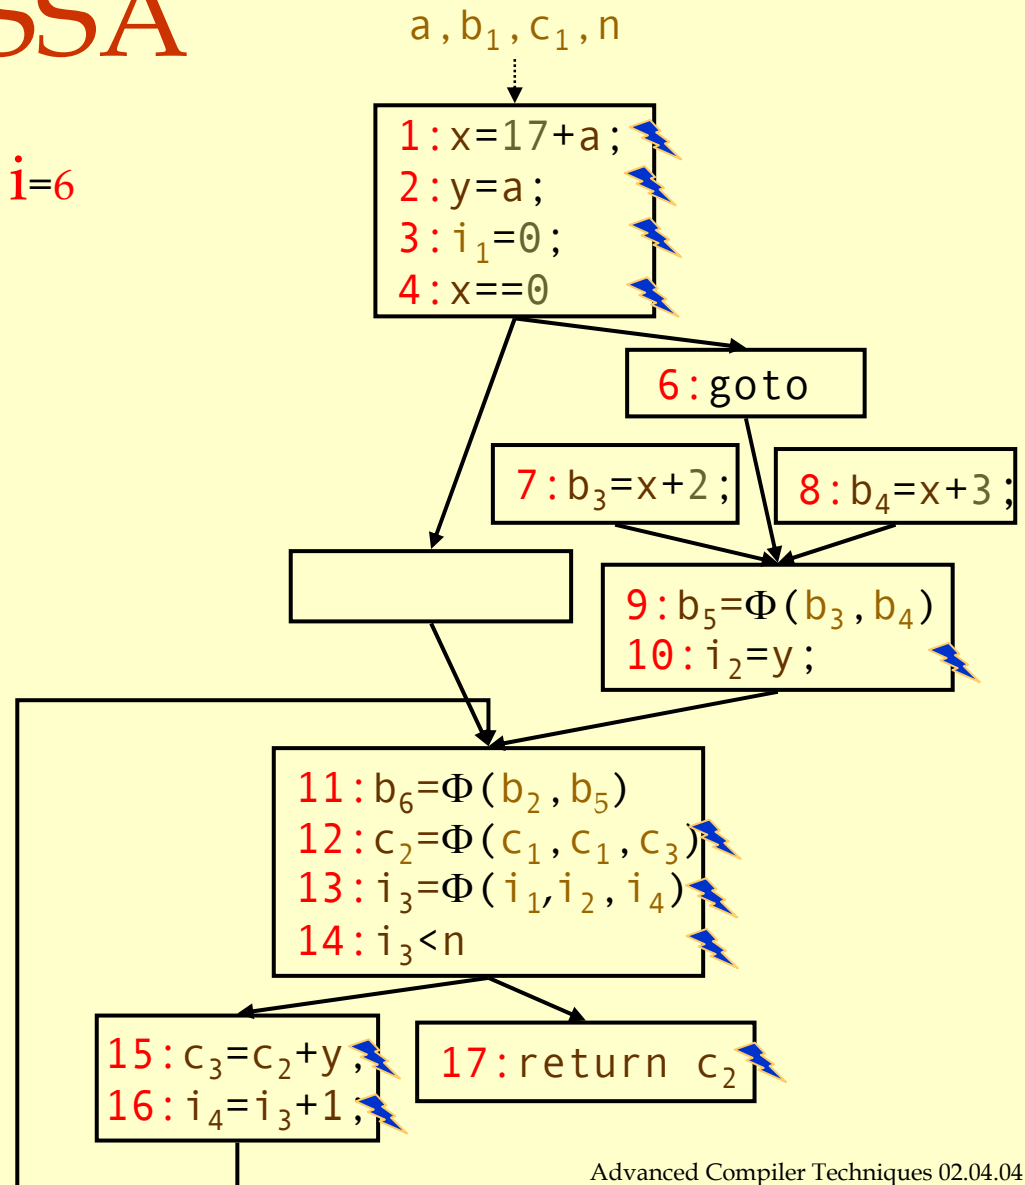 SSA
a,b₁,c₁,n
i=6
1:x=17+a;
2:y=a;
3:i₁=0;
4:x==0
6:goto
7:b₃=x+2;
8:b₄=x+3;
9:b₅=Φ(b₃,b₄)
10:i₂=y;
11:b₆=Φ(b₂,b₅)
12:c₂=Φ(c₁,c₁,c₃)
13:i₃=Φ(i₁,i₂,i₄)
14:i₃<n
15:c₃=c₂+y;
16:i₄=i₃+1;
17:return c₂
Advanced Compiler Techniques 02.04.04